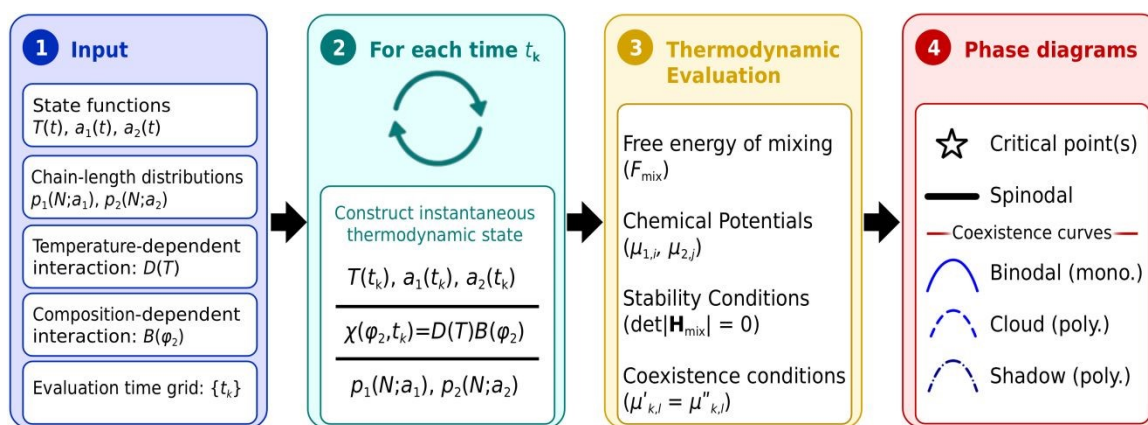 1 Input
State functions
T(t), a₁(t), a₂(t)
Chain-length distributions
p₁(N;a₁), p₂(N;a₂)
Temperature-dependent
interaction: D(T)
Composition-dependent
interaction: B(φ₂)
Evaluation time grid: {tₖ}
2 For each time tₖ
Construct instantaneous
thermodynamic state
T(tₖ), a₁(tₖ), a₂(tₖ)
χ(φ₂,tₖ)=D(T)B(φ₂)
p₁(N;a₁), p₂(N;a₂)
3 Thermodynamic
Evaluation
Free energy of mixing
(F_mix)
Chemical Potentials
(μ₁,ᵢ, μ₂,ⱼ)
Stability Conditions
(det|H_mix| = 0)
Coexistence conditions
(μ'ₖ,ₗ = μ"ₖ,ₗ)
4 Phase diagrams
Critical point(s)
Spinodal
Coexistence curves
Binodal (mono.)
Cloud (poly.)
Shadow (poly.)